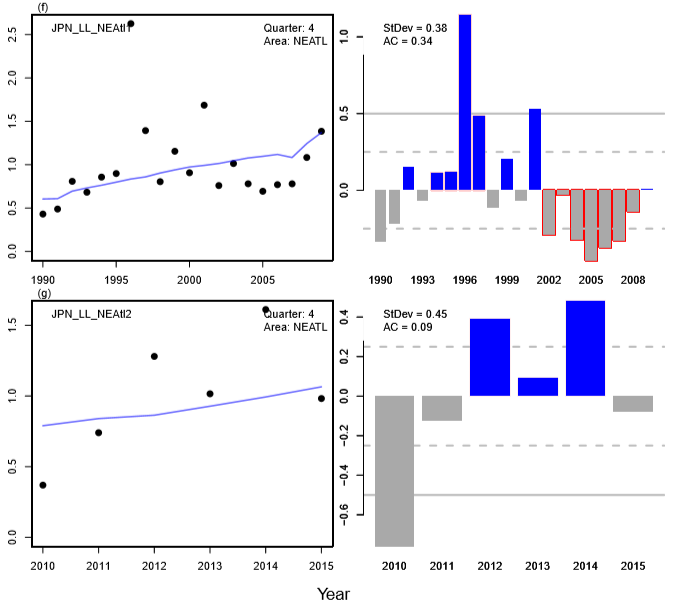 (f)
JPN_LL_NEAtl1
Quarter: 4
Area: NEATL
0.0 0.5 1.0 1.5 2.0 2.5
1990 1995 2000 2005
StDev = 0.38
AC = 0.34
0.0 0.5 1.0
1990 1993 1996 1999 2002 2005 2008
(g)
JPN_LL_NEAtl2
Quarter: 4
Area: NEATL
0.0 0.5 1.0 1.5
2010 2011 2012 2013 2014 2015
StDev = 0.45
AC = 0.09
−0.6 −0.4 −0.2 0.0 0.2 0.4
2010 2011 2012 2013 2014 2015
Year